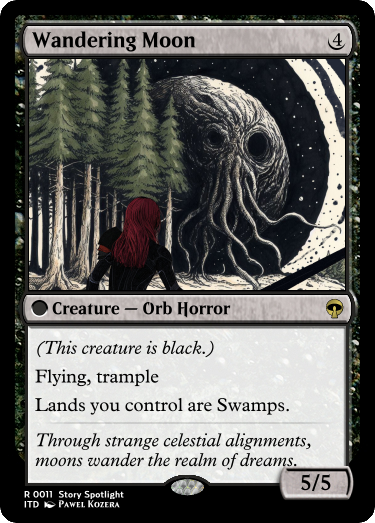 Wandering Moon 4
Creature — Orb Horror
(This creature is black.)
Flying, trample
Lands you control are Swamps.
Through strange celestial alignments,
moons wander the realm of dreams.
5/5
R 0011 Story Spotlight
ITD Pawel Kozera